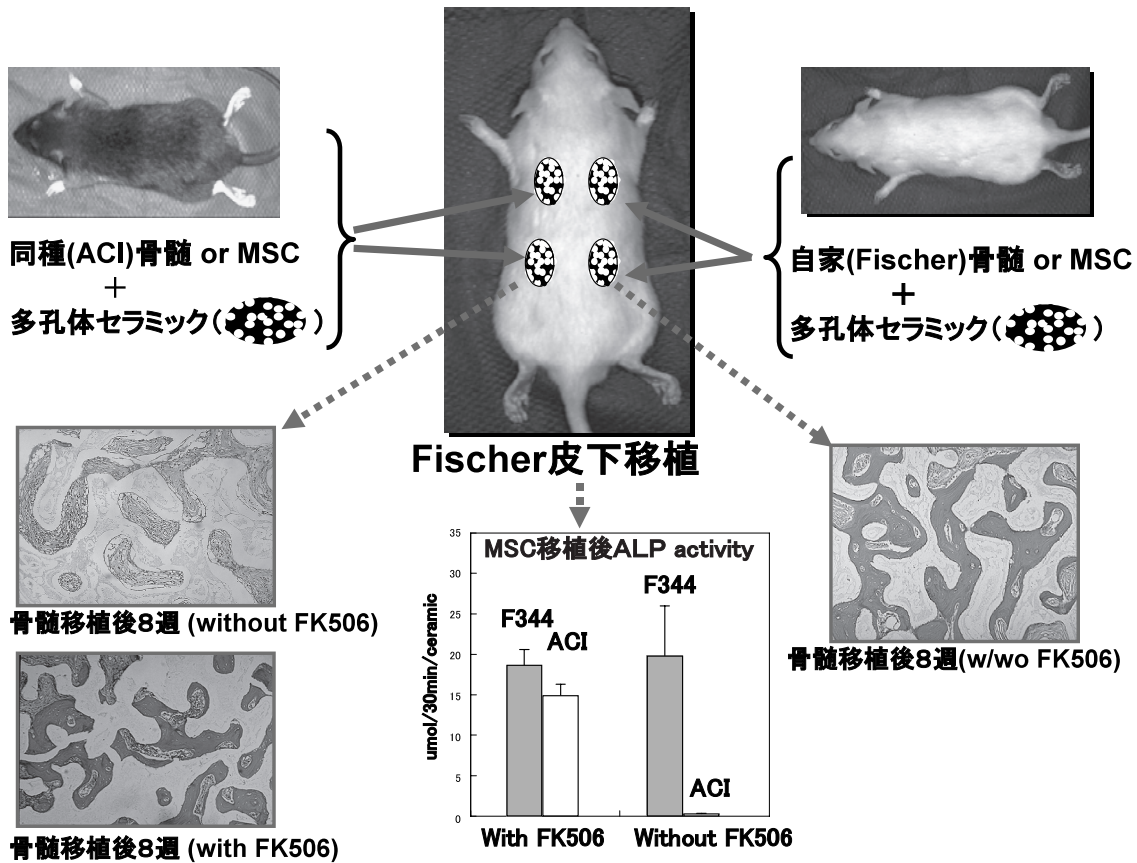 同種(ACI)骨髄 or MSC
+
多孔体セラミック( )
自家(Fischer)骨髄 or MSC
+
多孔体セラミック( )
Fischer皮下移植
骨髄移植後8週 (without FK506)
骨髄移植後8週 (with FK506)
MSC移植後ALP activity
umol/30min/ceramic
35
30
25
20
15
10
5
0
F344
ACI
F344
ACI
With FK506
Without FK506
骨髄移植後8週(w/wo FK506)